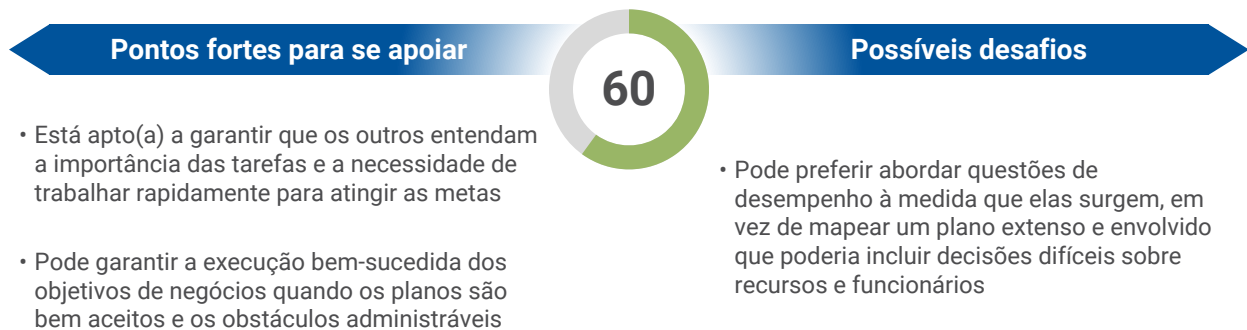 Pontos fortes para se apoiar
60
Possíveis desafios
• Está apto(a) a garantir que os outros entendam
a importância das tarefas e a necessidade de
trabalhar rapidamente para atingir as metas
• Pode garantir a execução bem-sucedida dos
objetivos de negócios quando os planos são
bem aceitos e os obstáculos administráveis
• Pode preferir abordar questões de
desempenho à medida que elas surgem, em
vez de mapear um plano extenso e envolvido
que poderia incluir decisões difíceis sobre
recursos e funcionários